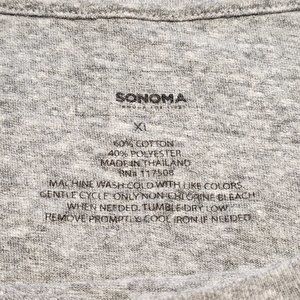 SONOMA
XL
60% COTTON
40% POLYESTER
MADE IN THAILAND
RN# 117508
MACHINE WASH COLD WITH LIKE COLORS,
GENTLE CYCLE. ONLY NON-CHLORINE BLEACH
WHEN NEEDED. TUMBLE DRY LOW.
REMOVE PROMPTLY. COOL IRON IF NEEDED.